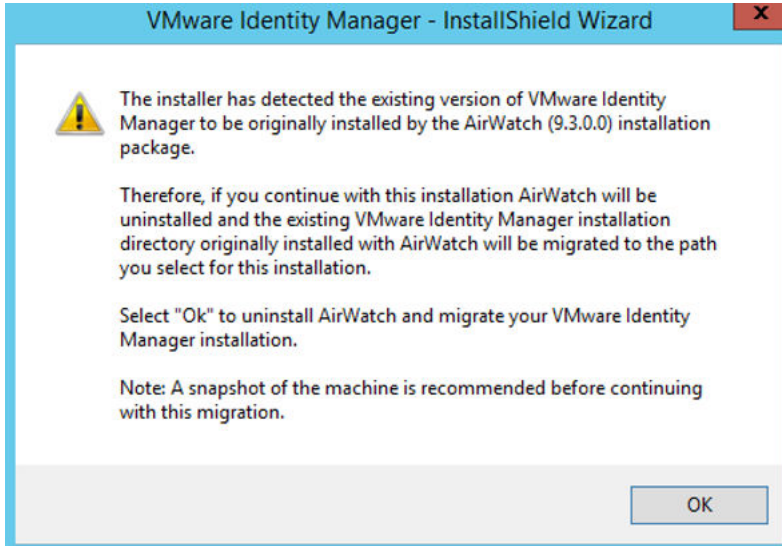 VMware Identity Manager - InstallShield Wizard
x
The installer has detected the existing version of VMware Identity
Manager to be originally installed by the AirWatch (9.3.0.0) installation
package.
Therefore, if you continue with this installation AirWatch will be
uninstalled and the existing VMware Identity Manager installation
directory originally installed with AirWatch will be migrated to the path
you select for this installation.
Select "Ok" to uninstall AirWatch and migrate your VMware Identity
Manager installation.
Note: A snapshot of the machine is recommended before continuing
with this migration.
OK